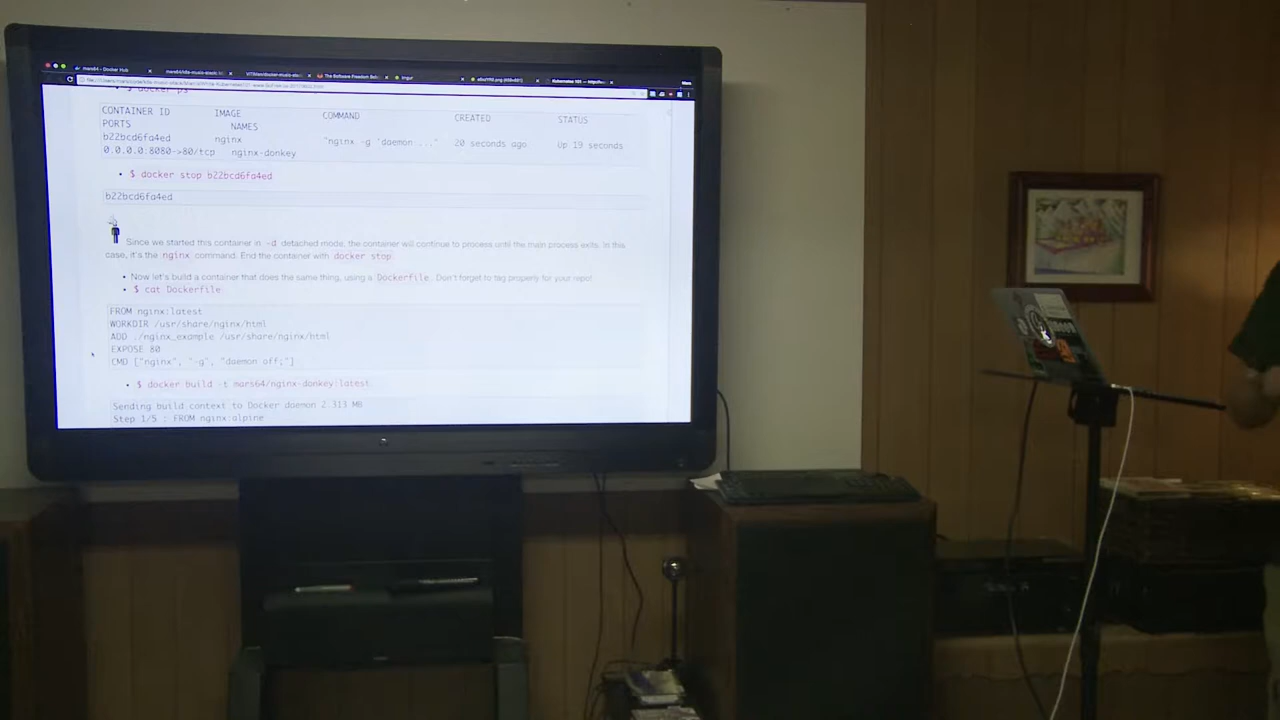 $ docker ps
CONTAINER ID IMAGE COMMAND CREATED STATUS
PORTS NAMES
b22bcd6fa4ed nginx "nginx -g 'daemon ..." 20 seconds ago Up 19 seconds
0.0.0.0:8080->80/tcp nginx-donkey
$ docker stop b22bcd6fa4ed
b22bcd6fa4ed
Since we started this container in -d detached mode, the container will continue to process until the main process exits. In this
case, it's the nginx command. End the container with docker stop
Now let's build a container that does the same thing, using a Dockerfile. Don't forget to tag properly for your repo!
$ cat Dockerfile
FROM nginx:latest
WORKDIR /usr/share/nginx/html
ADD ./nginx_example /usr/share/nginx/html
EXPOSE 80
CMD ["nginx", "-g", "daemon off;"]
$ docker build -t mars64/nginx-donkey:latest
Sending build context to Docker daemon 2.313 MB
Step 1/5 : FROM nginx:alpine